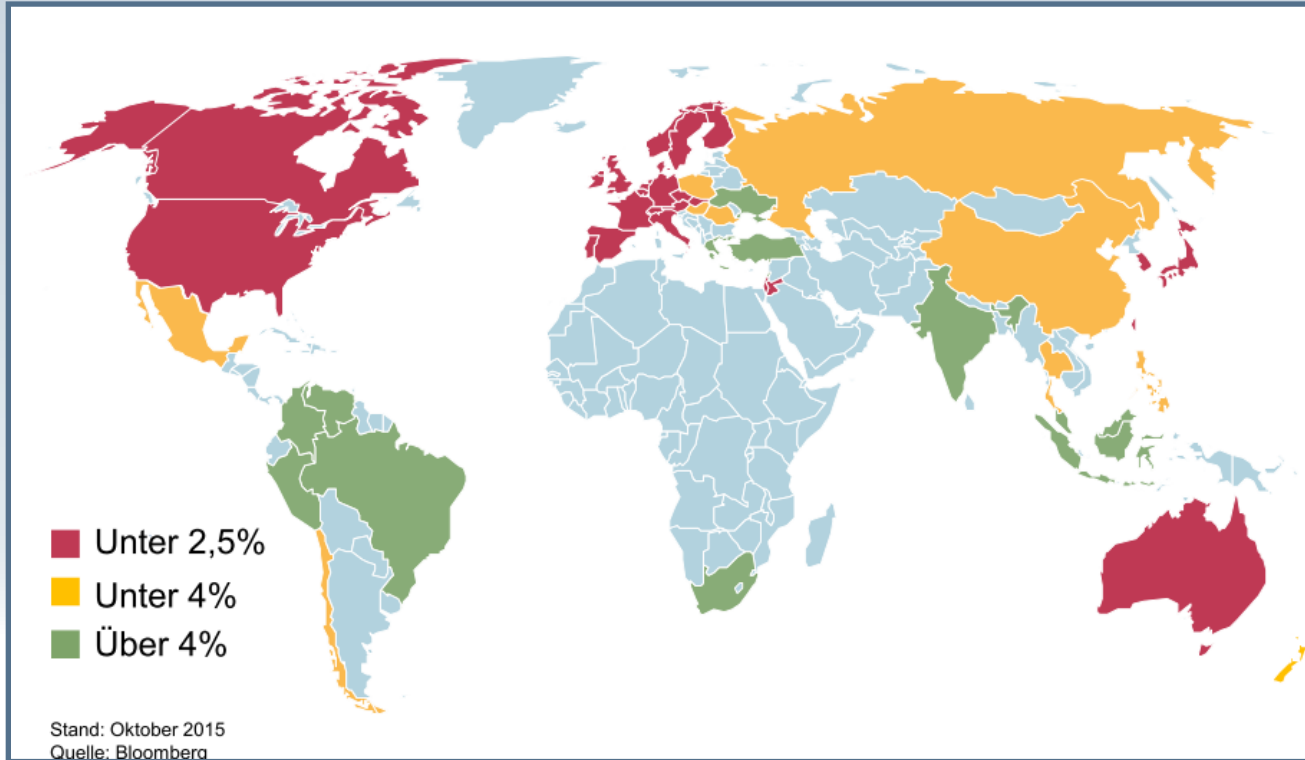 Unter 2,5%
Unter 4%
Über 4%
Stand: Oktober 2015
Quelle: Bloomberg